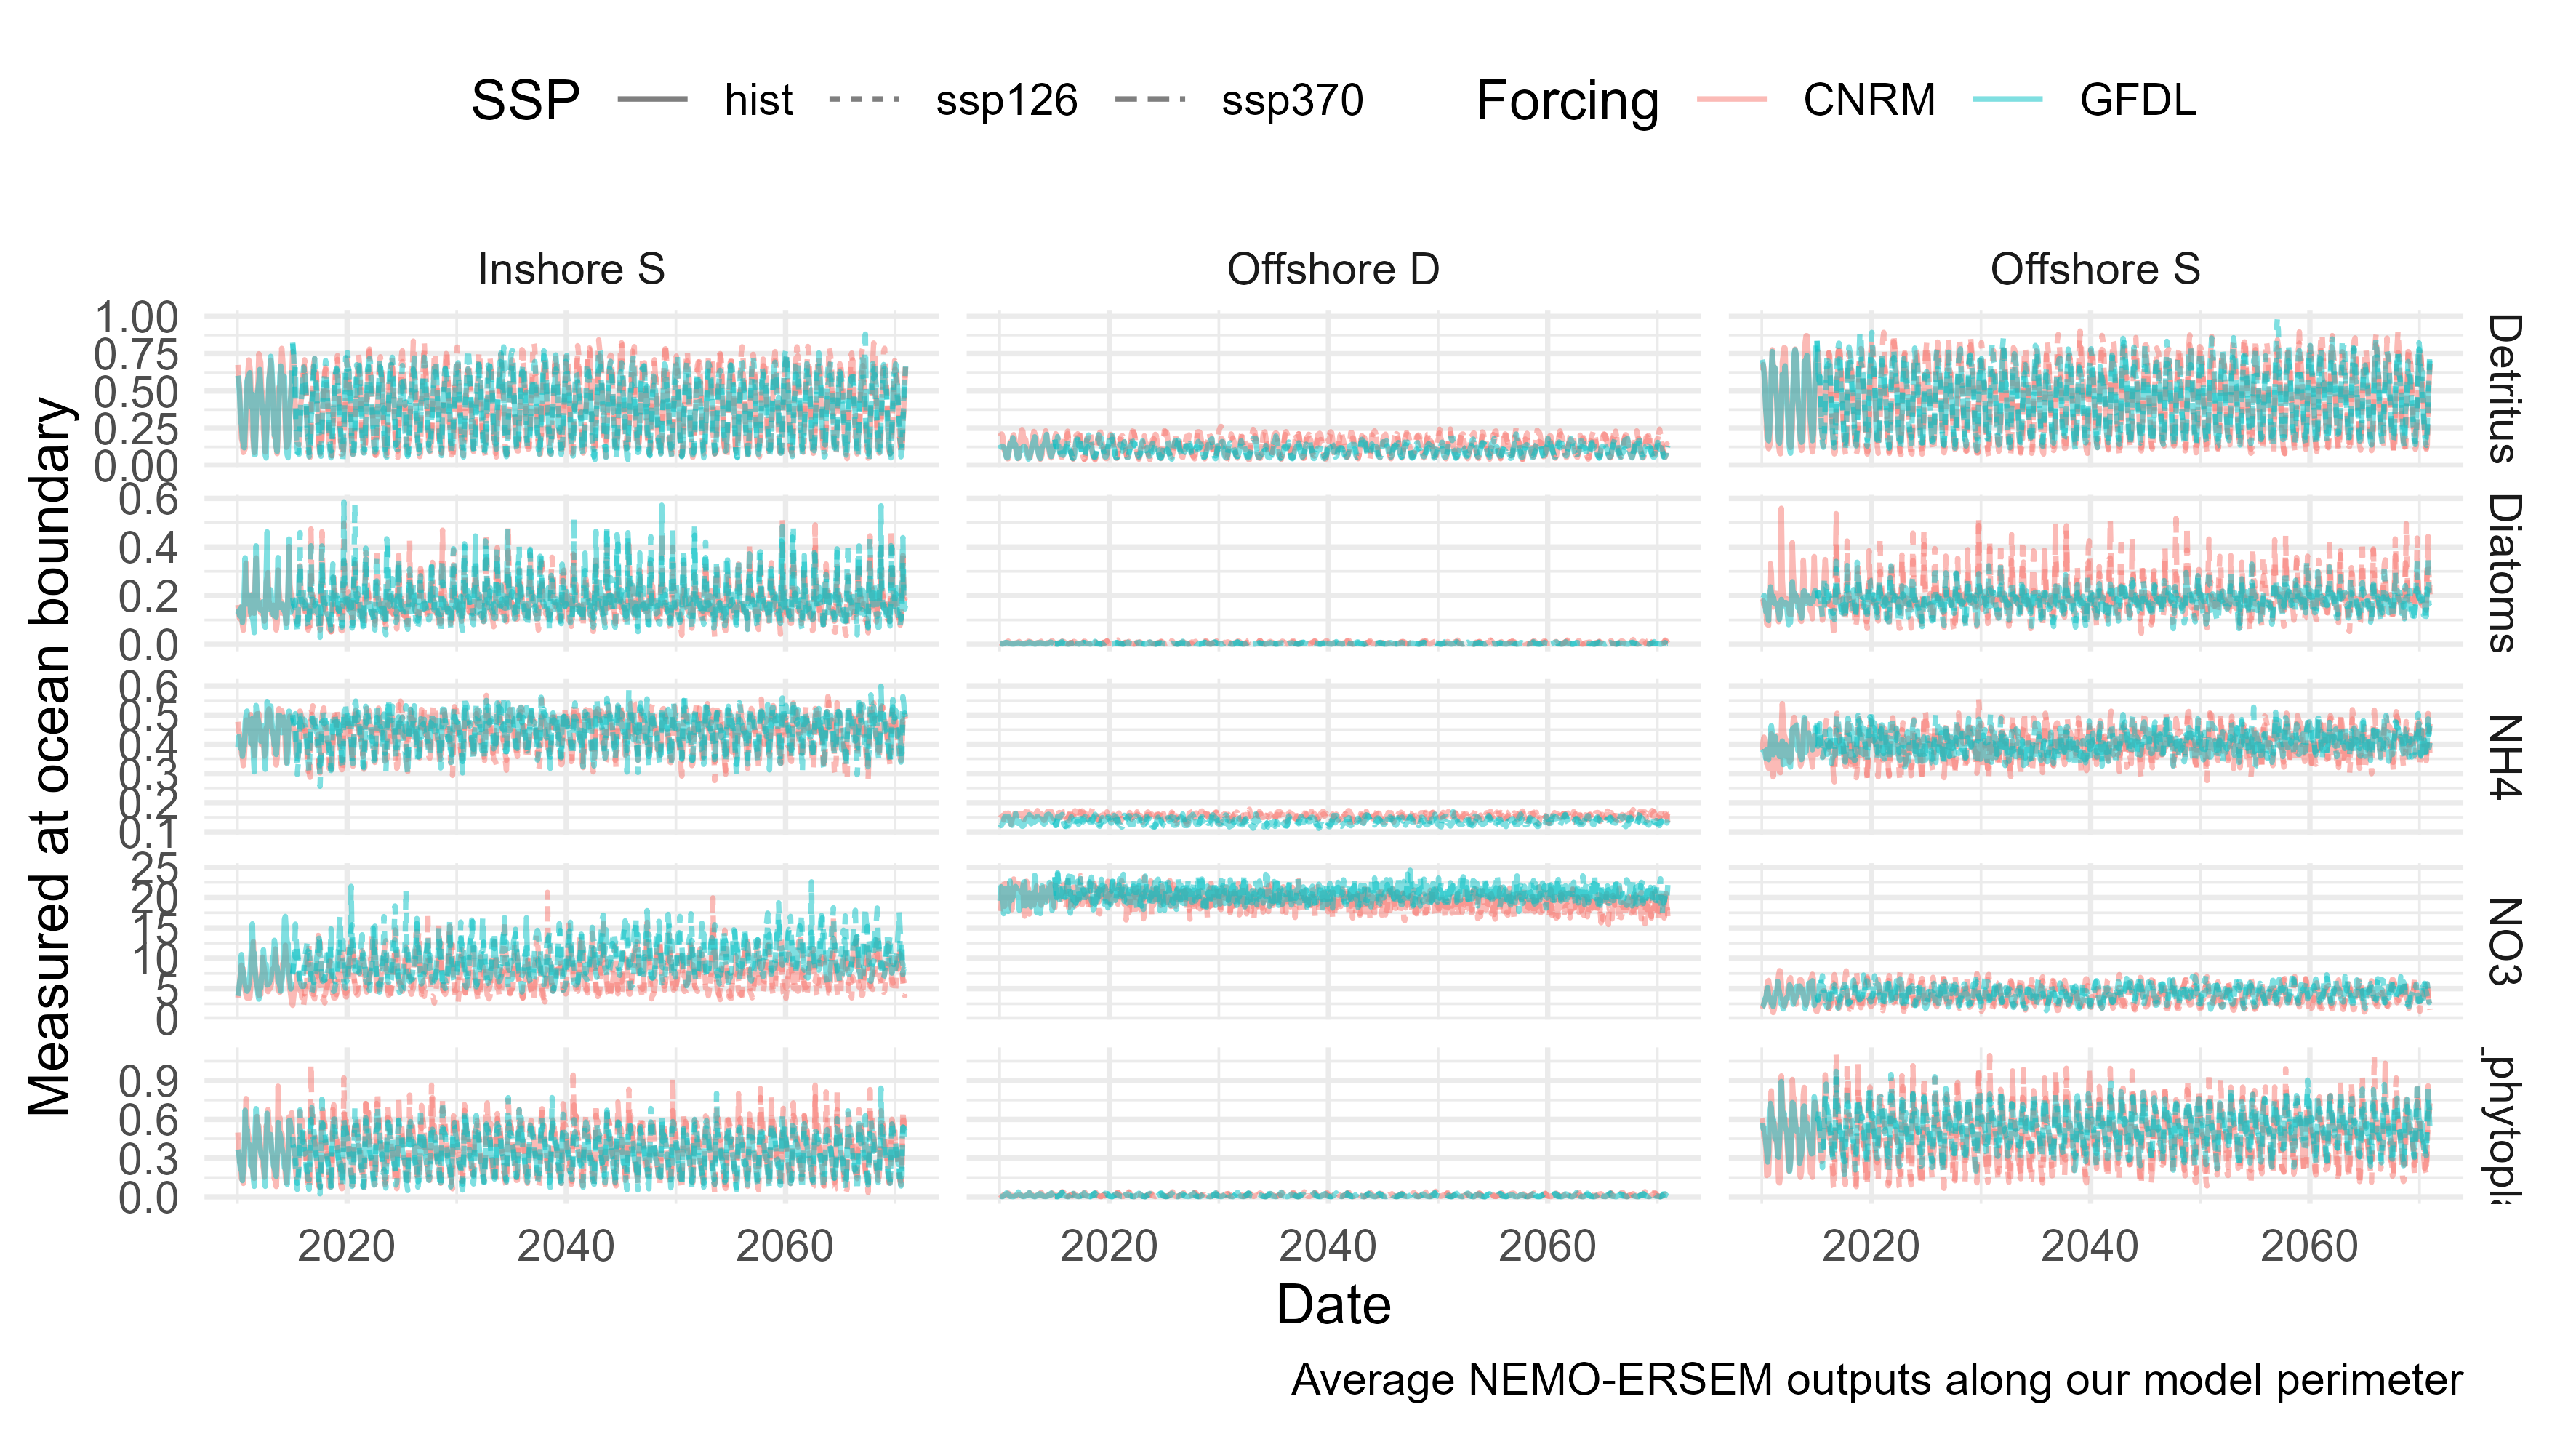 SSP hist ssp126 ssp370 Forcing CNRM GFDL
Inshore S Offshore D Offshore S
Measured at ocean boundary
1.00
0.75
0.50
0.25
0.00
Detritus
0.6
0.4
0.2
0.0
Diatoms
0.6
0.5
0.4
0.3
0.2
0.1
NH4
25
20
15
10
5
0
NO3
0.9
0.6
0.3
0.0
2020 2040 2060 2020 2040 2060 2020 2040 2060
Date
Average NEMO-ERSEM outputs along our model perimeter